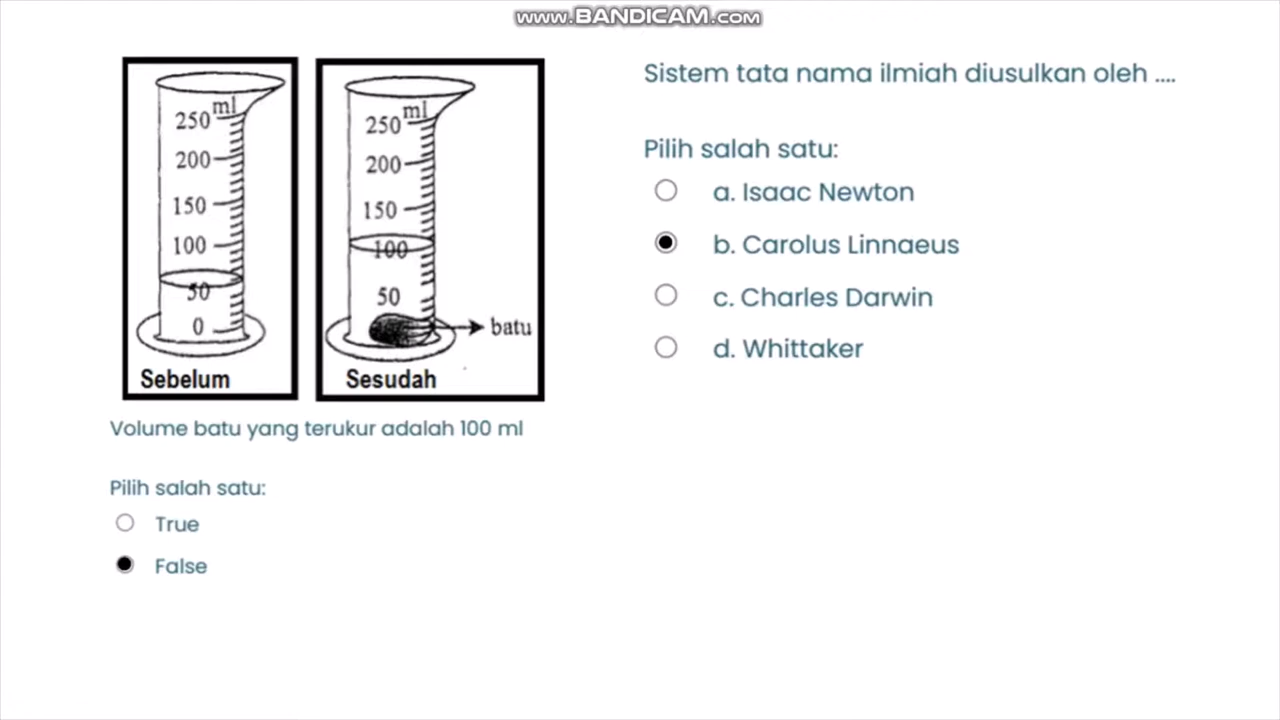 www.BANDICAM.com
ml
250
200
150
100
50
0
Sebelum
ml
250
200
150
100
50
batu
Sesudah
Volume batu yang terukur adalah 100 ml
Pilih salah satu:
True
False
Sistem tata nama ilmiah diusulkan oleh ....
Pilih salah satu:
a. Isaac Newton
b. Carolus Linnaeus
c. Charles Darwin
d. Whittaker